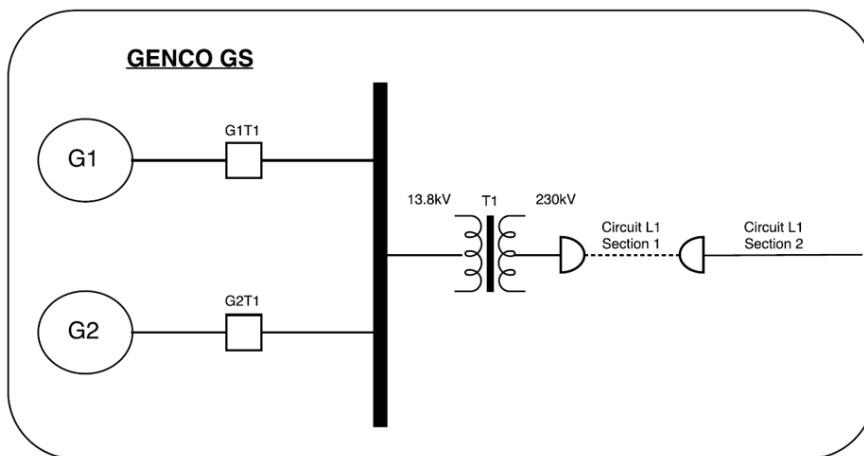 GENCO GS
G1
G1T1
13.8kV
T1
230kV
Circuit L1
Section 1
Circuit L1
Section 2
G2
G2T1